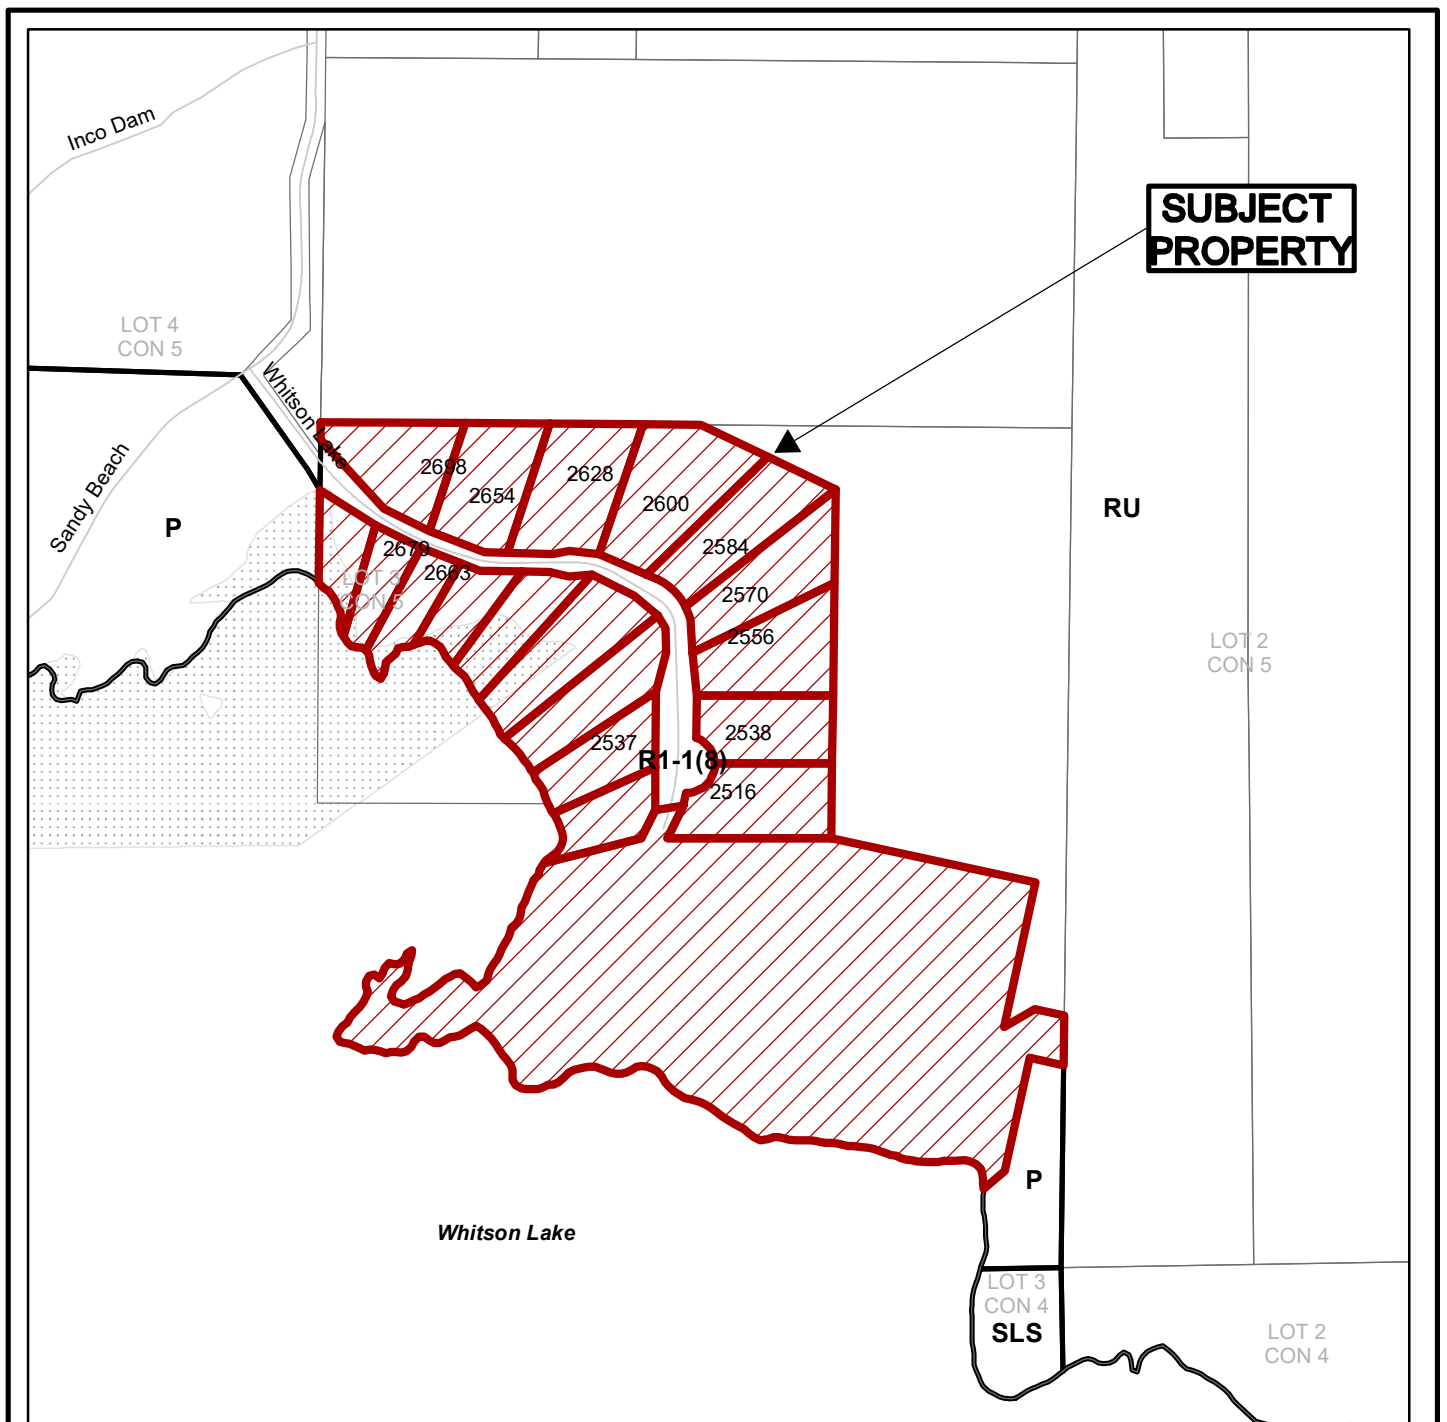 Inco Dam
SUBJECT
PROPERTY
LOT 4
CON 5
Whitson Lake
Sandy Beach
P
2698
2654
2628
2600
RU
2679
2663
2584
LOT 3
CON 5
2570
2556
LOT 2
CON 5
2537
2538
R1-1(8)
2516
P
Whitson Lake
LOT 3
CON 4
SLS
LOT 2
CON 4